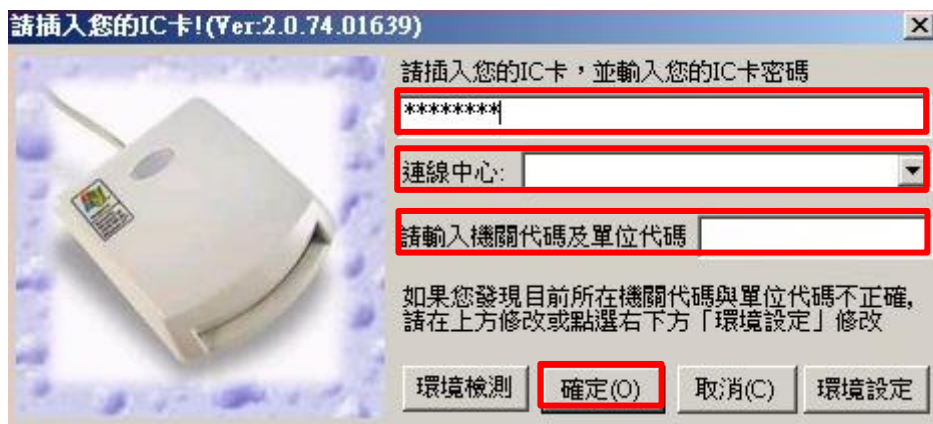 請插入您的IC卡!(Ver:2.0.74.01639)
請插入您的IC卡，並輸入您的IC卡密碼
********
連線中心:
請輸入機關代碼及單位代碼
如果您發現目前所在機關代碼與單位代碼不正確,
請在上方修改或點選右下方「環境設定」修改
環境檢測 確定(O) 取消(C) 環境設定